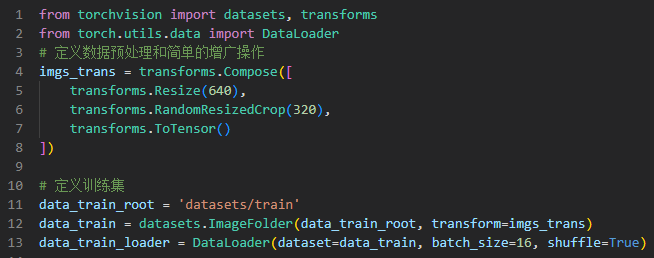 1 from torchvision import datasets, transforms
2 from torch.utils.data import DataLoader
3 # 定义数据预处理和简单的增广操作
4 imgs_trans = transforms.Compose([
5     transforms.Resize(640),
6     transforms.RandomResizedCrop(320),
7     transforms.ToTensor()
8 ])
9
10 # 定义训练集
11 data_train_root = 'datasets/train'
12 data_train = datasets.ImageFolder(data_train_root, transform=imgs_trans)
13 data_train_loader = DataLoader(dataset=data_train, batch_size=16, shuffle=True)